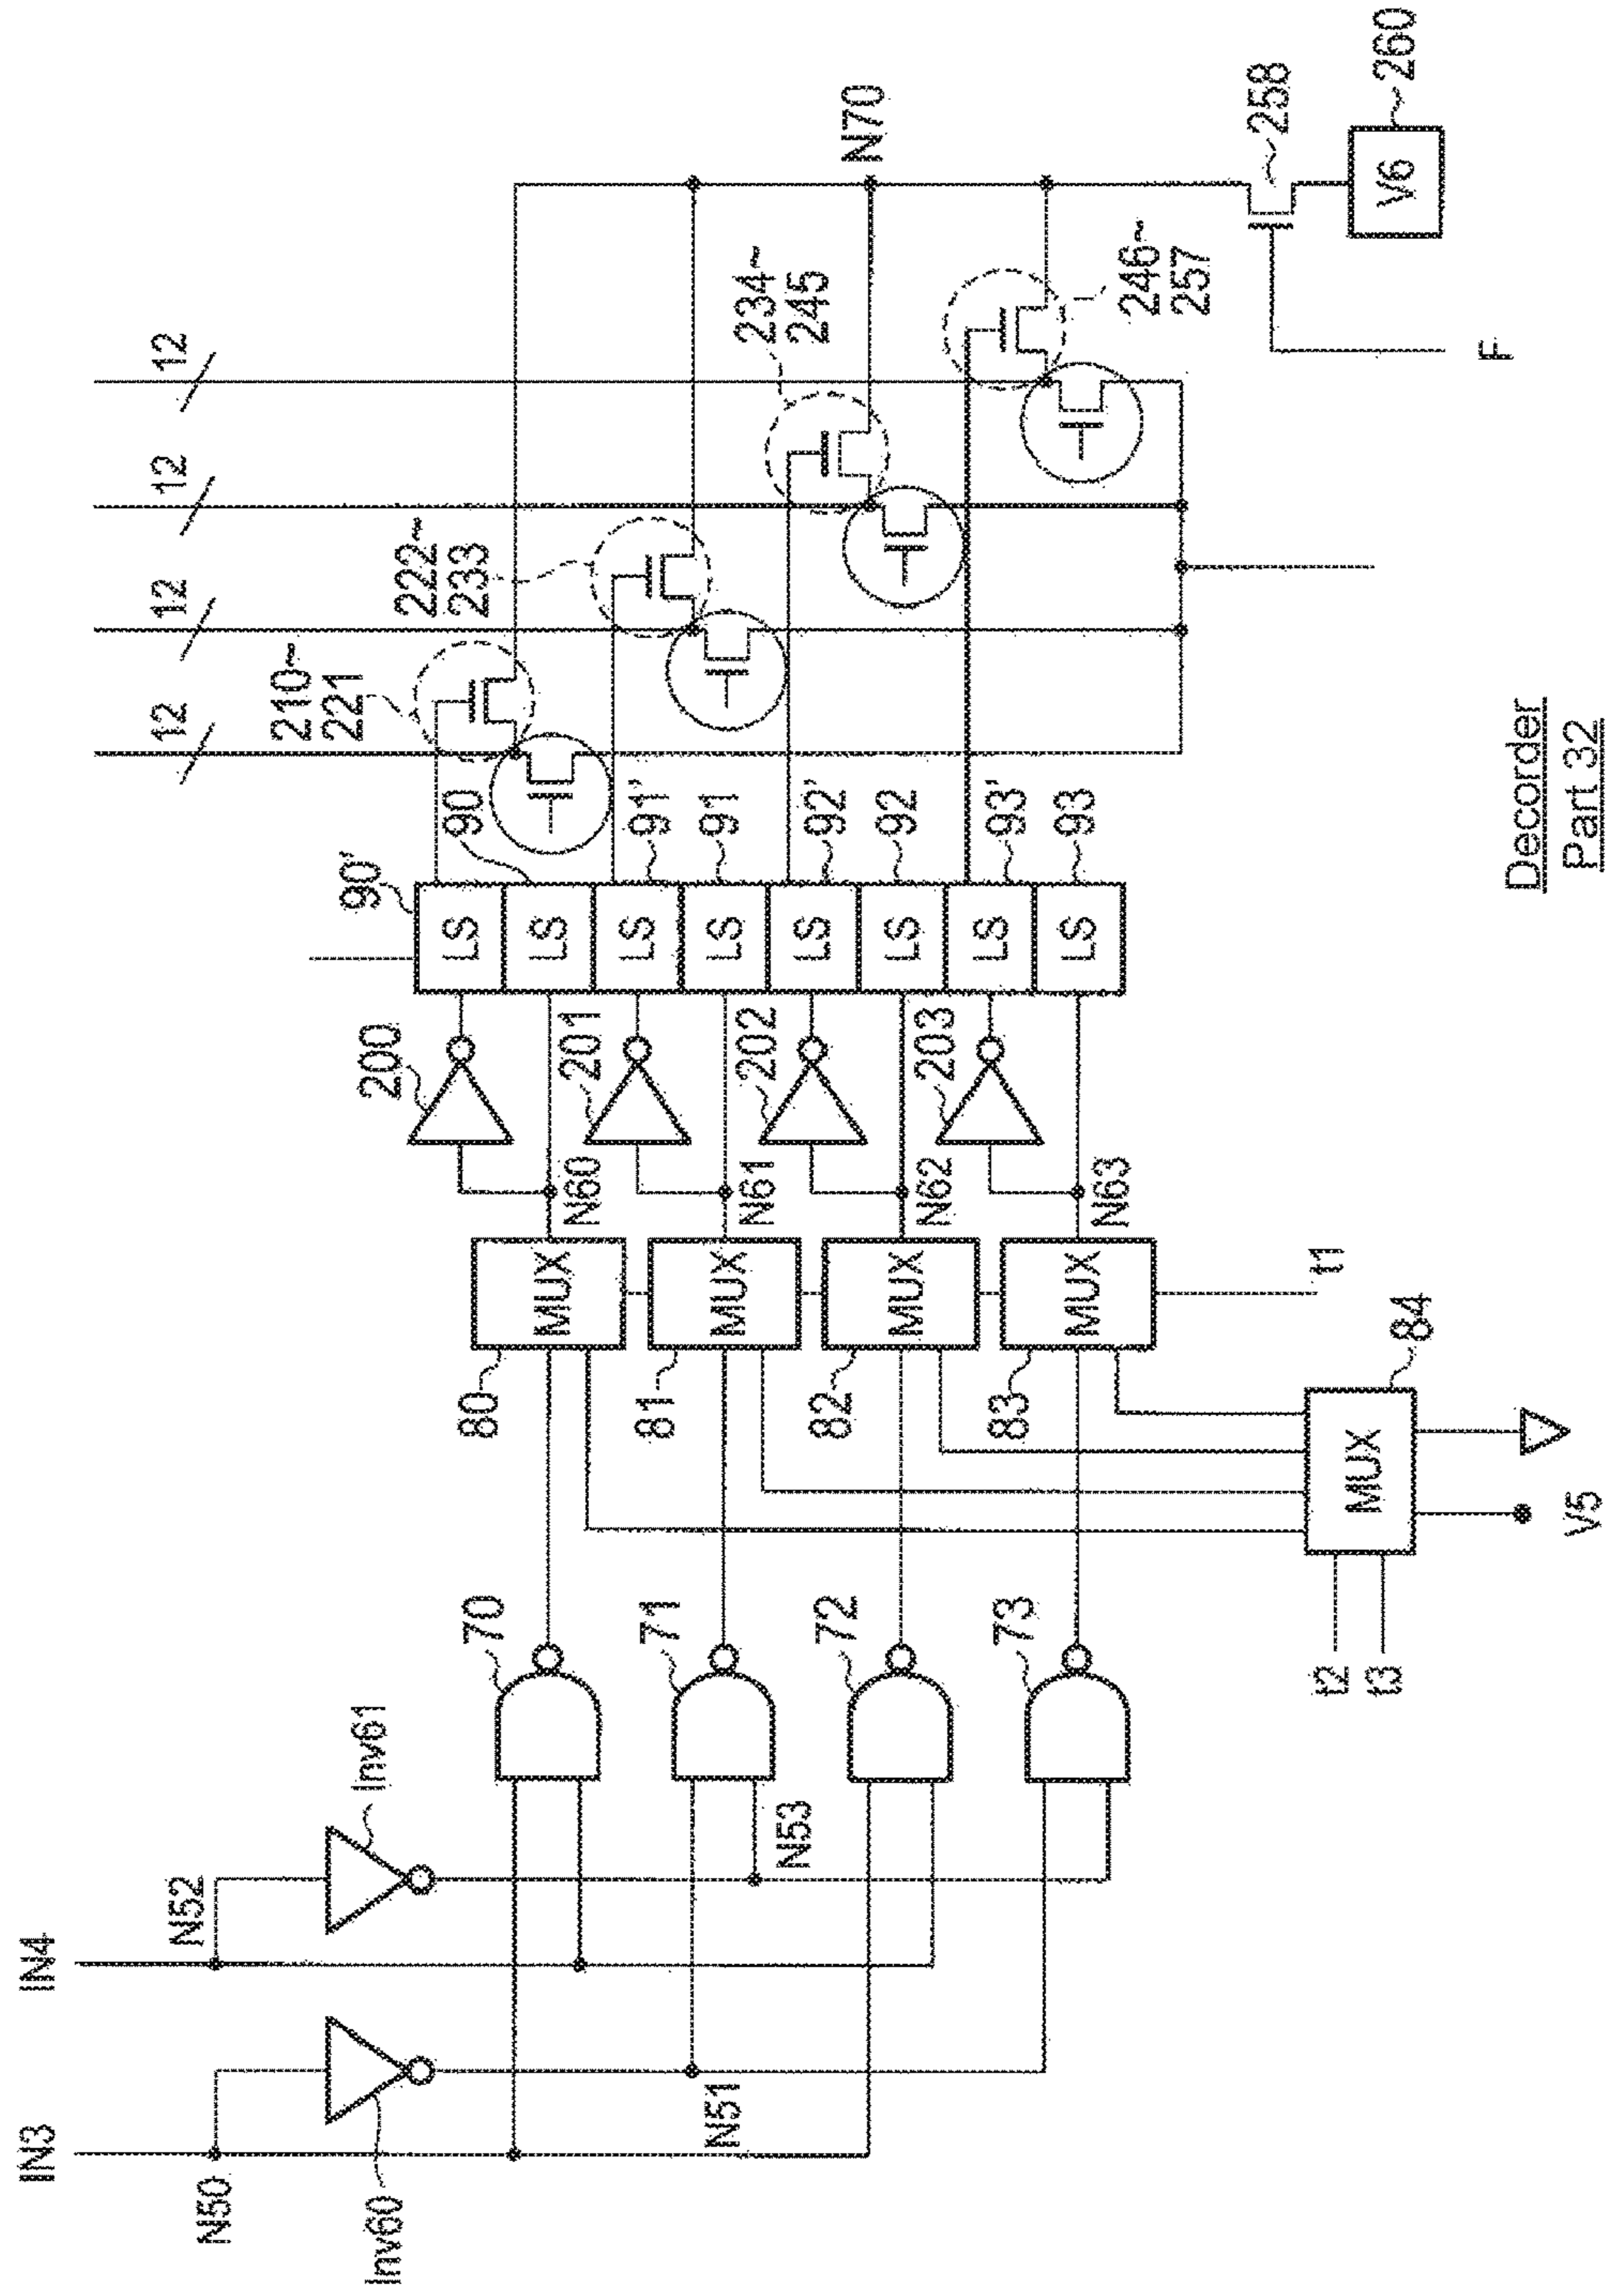 IN3
IN4
N50
N52
Inv60
Inv61
N51
N53
70
71
72
73
t2
t3
V5
MUX
84
80
81
82
83
MUX
MUX
MUX
MUX
t1
N60
N61
N62
N63
200
201
202
203
LS
LS
LS
LS
LS
LS
LS
LS
90'
90
91'
91
92'
92
93'
93
12
12
12
12
210~
221
222~
233
234~
245
246~
257
N70
F
258
V6
260
Decorder
Part 32